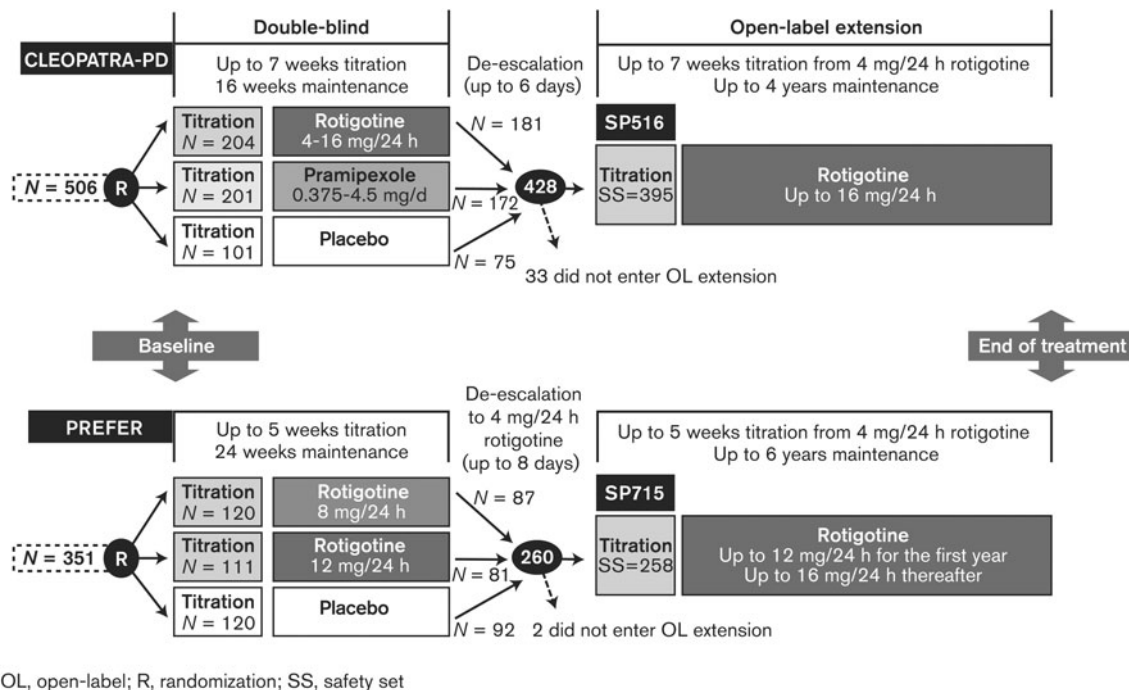 Double-blind
Open-label extension
CLEOPATRA-PD
Up to 7 weeks titration
16 weeks maintenance
De-escalation
(up to 6 days)
Up to 7 weeks titration from 4 mg/24 h rotigotine
Up to 4 years maintenance
Titration
N = 204
Rotigotine
4-16 mg/24 h
N = 181
SP516
N = 506
R
Titration
N = 201
Pramipexole
0.375-4.5 mg/d
N = 172
428
Titration
SS=395
Rotigotine
Up to 16 mg/24 h
Titration
N = 101
Placebo
N = 75
33 did not enter OL extension
Baseline
End of treatment
PREFER
Up to 5 weeks titration
24 weeks maintenance
De-escalation
to 4 mg/24 h
rotigotine
(up to 8 days)
Up to 5 weeks titration from 4 mg/24 h rotigotine
Up to 6 years maintenance
Titration
N = 120
Rotigotine
8 mg/24 h
N = 87
SP715
N = 351
R
Titration
N = 111
Rotigotine
12 mg/24 h
N = 81
260
Titration
SS=258
Rotigotine
Up to 12 mg/24 h for the first year
Up to 16 mg/24 h thereafter
Titration
N = 120
Placebo
N = 92
2 did not enter OL extension
OL, open-label; R, randomization; SS, safety set